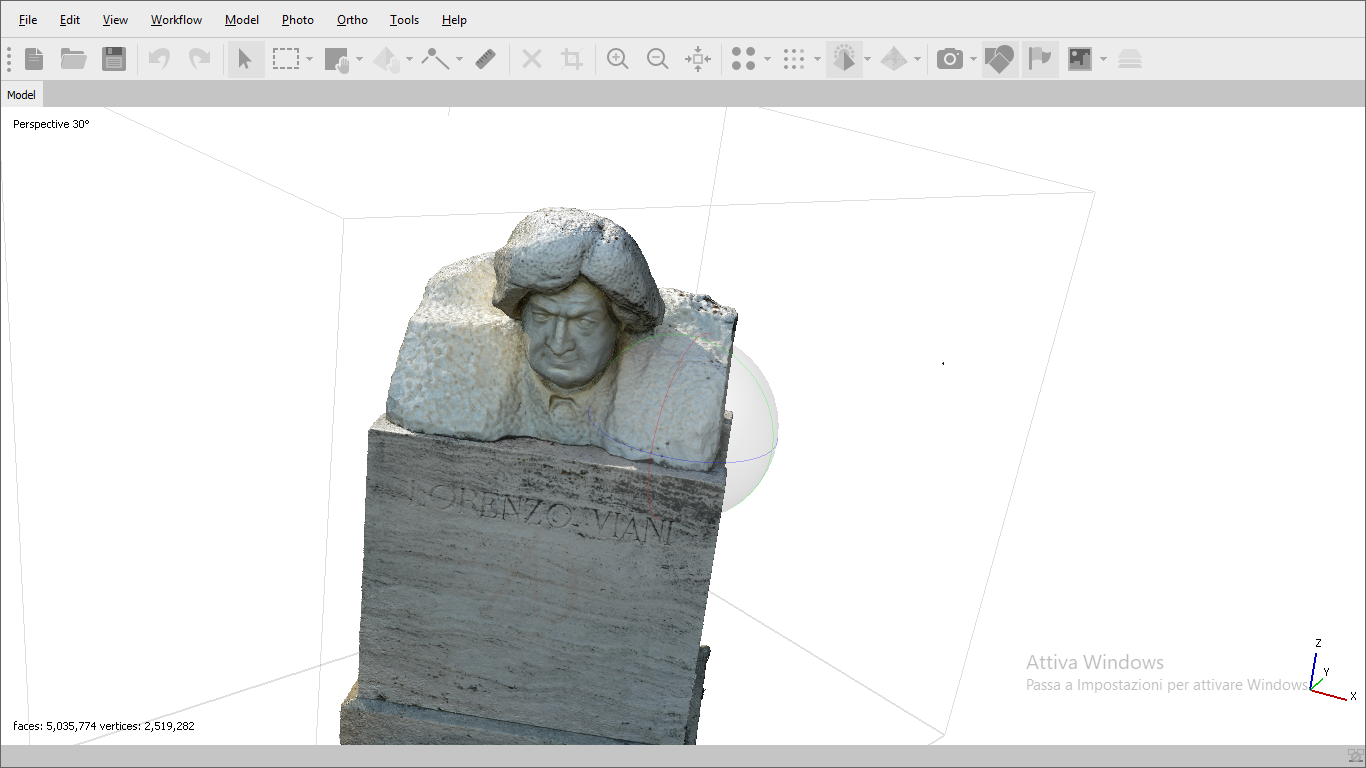 File Edit View Workflow Model Photo Ortho Tools Help
Model
Perspective 30°
LORENZO VIANI
Attiva Windows
Passa a Impostazioni per attivare Windows.
Z
Y
X
faces: 5,035,774 vertices: 2,519,282